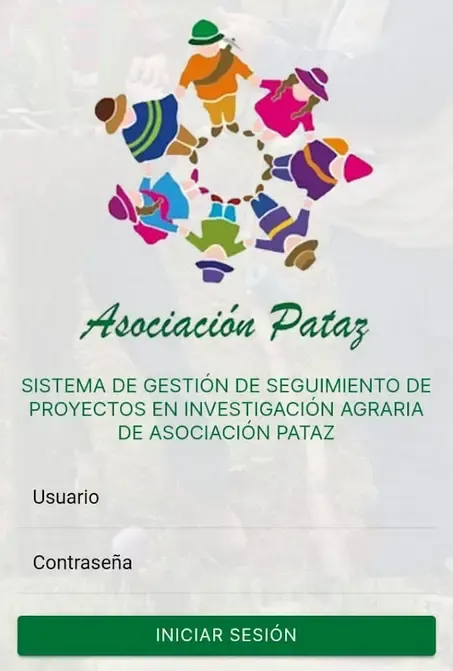 Asociación Pataz
SISTEMA DE GESTIÓN DE SEGUIMIENTO DE
PROYECTOS EN INVESTIGACIÓN AGRARIA
DE ASOCIACIÓN PATAZ
Usuario
Contraseña
INICIAR SESIÓN